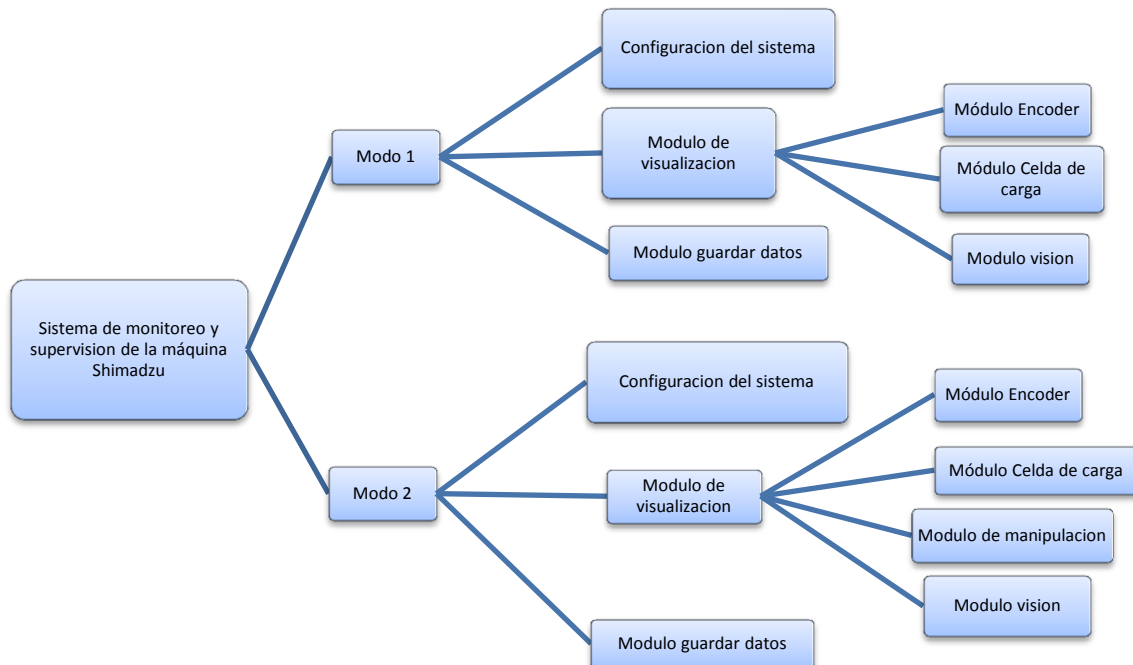 Sistema de monitoreo y
supervision de la máquina
Shimadzu
Modo 1
Configuracion del sistema
Modulo de
visualizacion
Módulo Encoder
Módulo Celda de
carga
Modulo vision
Modulo guardar datos
Modo 2
Configuracion del sistema
Modulo de
visualizacion
Módulo Encoder
Módulo Celda de carga
Modulo de manipulacion
Modulo vision
Modulo guardar datos